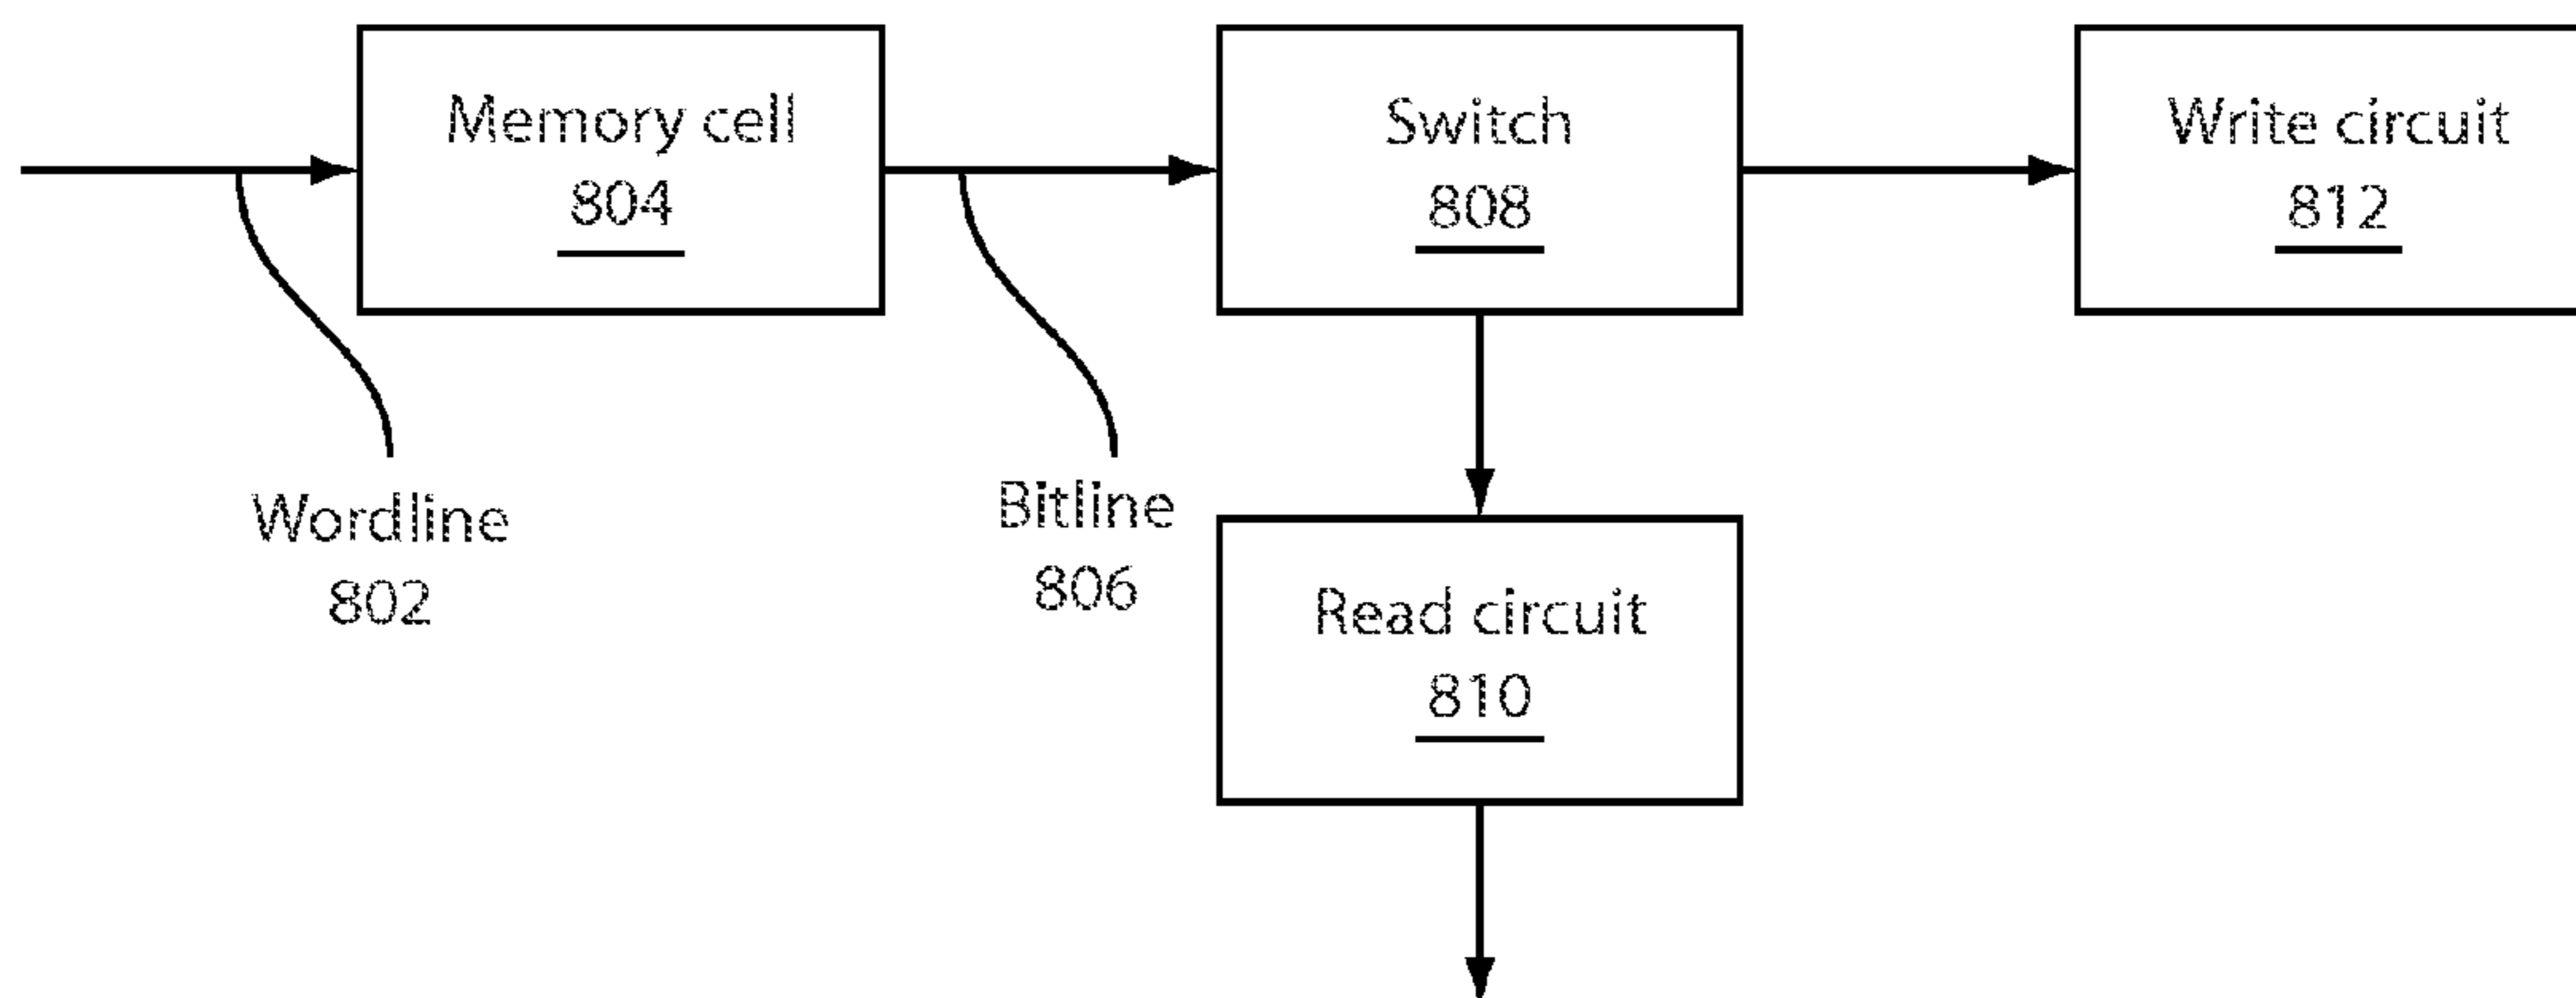 Memory cell
804
Switch
808
Write circuit
812
Wordline
802
Bitline
806
Read circuit
810